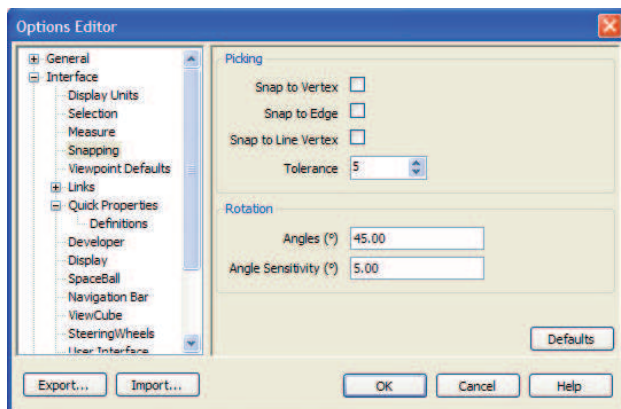 Options Editor
General
Interface
Display Units
Selection
Measure
Snapping
Viewpoint Defaults
Links
Quick Properties
Definitions
Developer
Display
SpaceBall
Navigation Bar
ViewCube
SteeringWheels
User Interface
Picking
Snap to Vertex
Snap to Edge
Snap to Line Vertex
Tolerance 5
Rotation
Angles (°) 45.00
Angle Sensitivity (°) 5.00
Defaults
Export... Import... OK Cancel Help